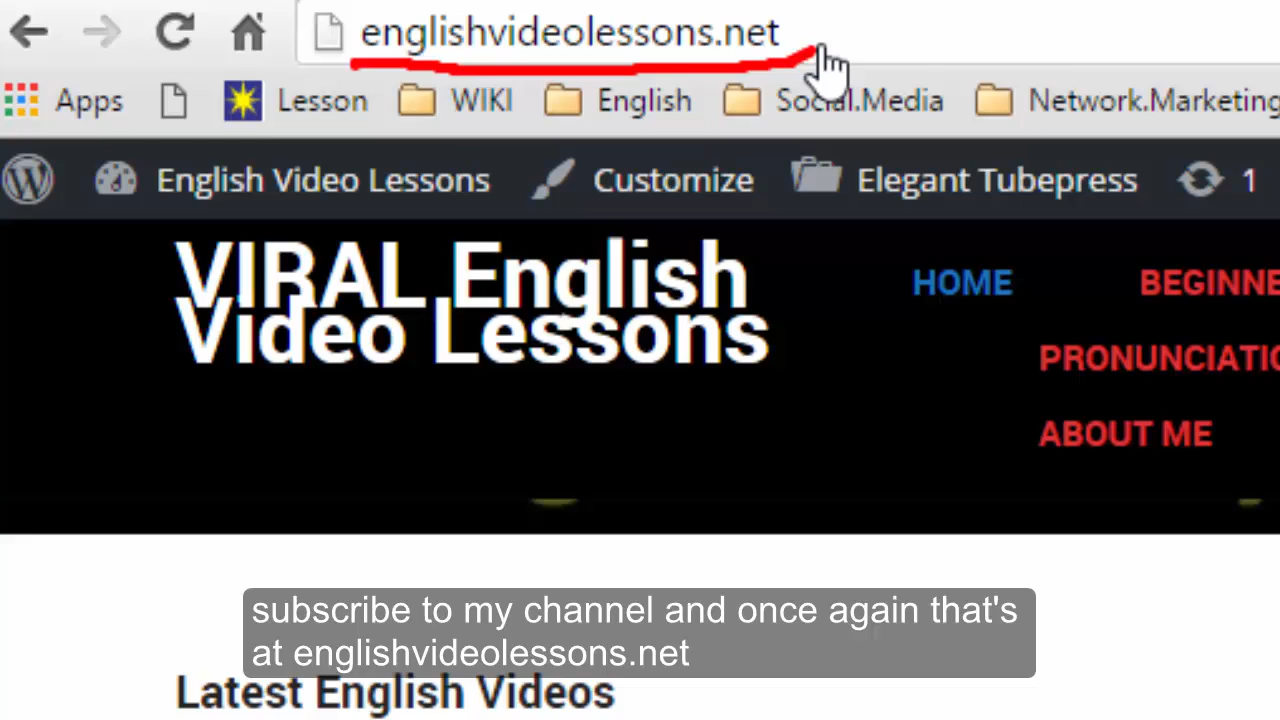 englishvideolessons.net
Apps Lesson WIKI English Social.Media Network.Marketing
English Video Lessons Customize Elegant Tubepress 1
VIRAL English
Video Lessons
HOME BEGINNE
PRONUNCIATIO
ABOUT ME
subscribe to my channel and once again that's
at englishvideolessons.net
Latest English Videos